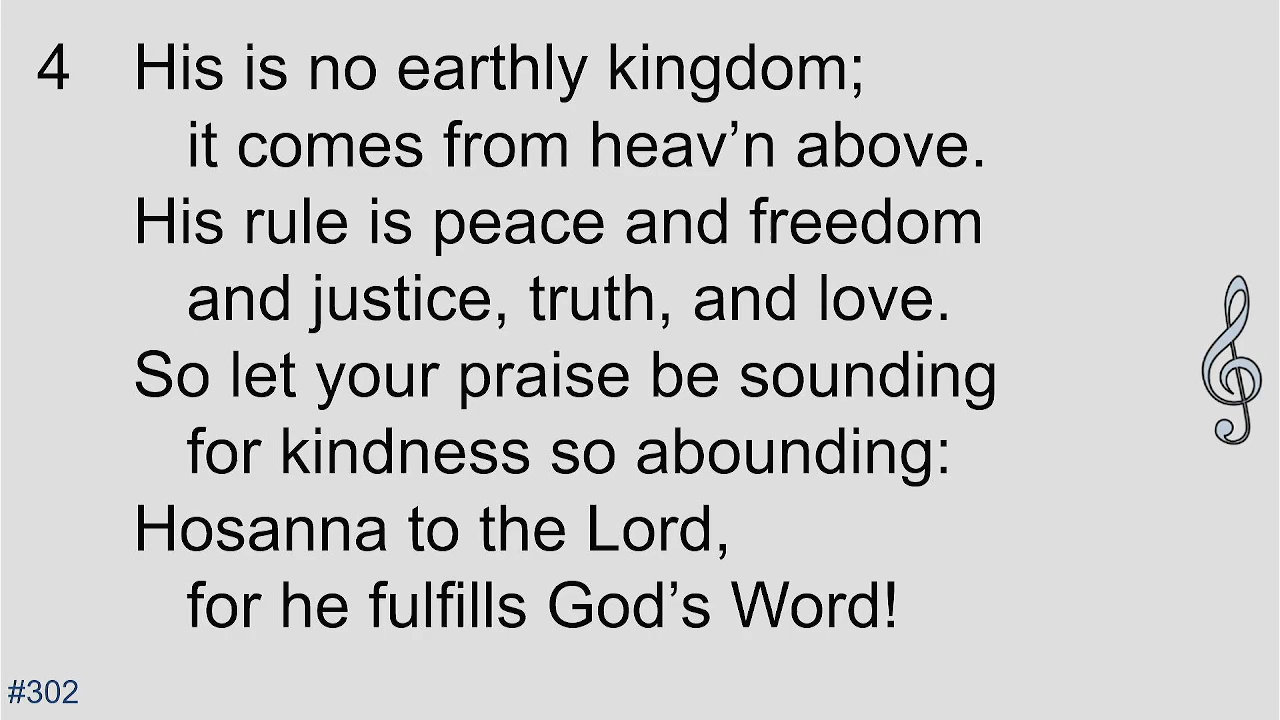 4 His is no earthly kingdom;
it comes from heav’n above.
His rule is peace and freedom
and justice, truth, and love.
So let your praise be sounding
for kindness so abounding:
Hosanna to the Lord,
for he fulfills God’s Word!
#302